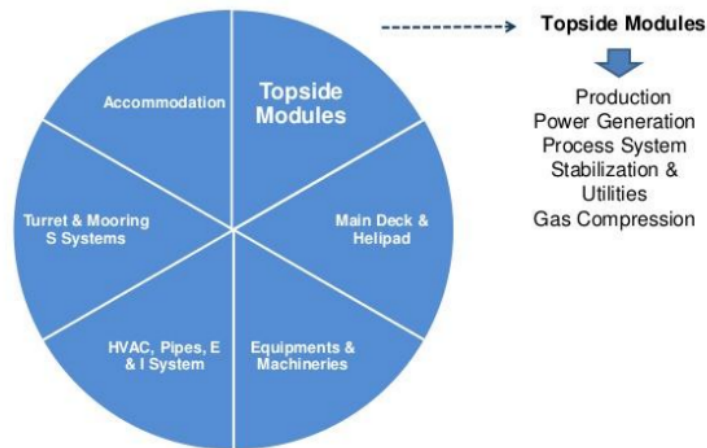 Topside Modules
Accommodation
Topside
Modules
Production
Power Generation
Process System
Stabilization &
Utilities
Gas Compression
Turret & Mooring
S Systems
Main Deck &
Helipad
HVAC, Pipes, E
& I System
Equipments &
Machineries